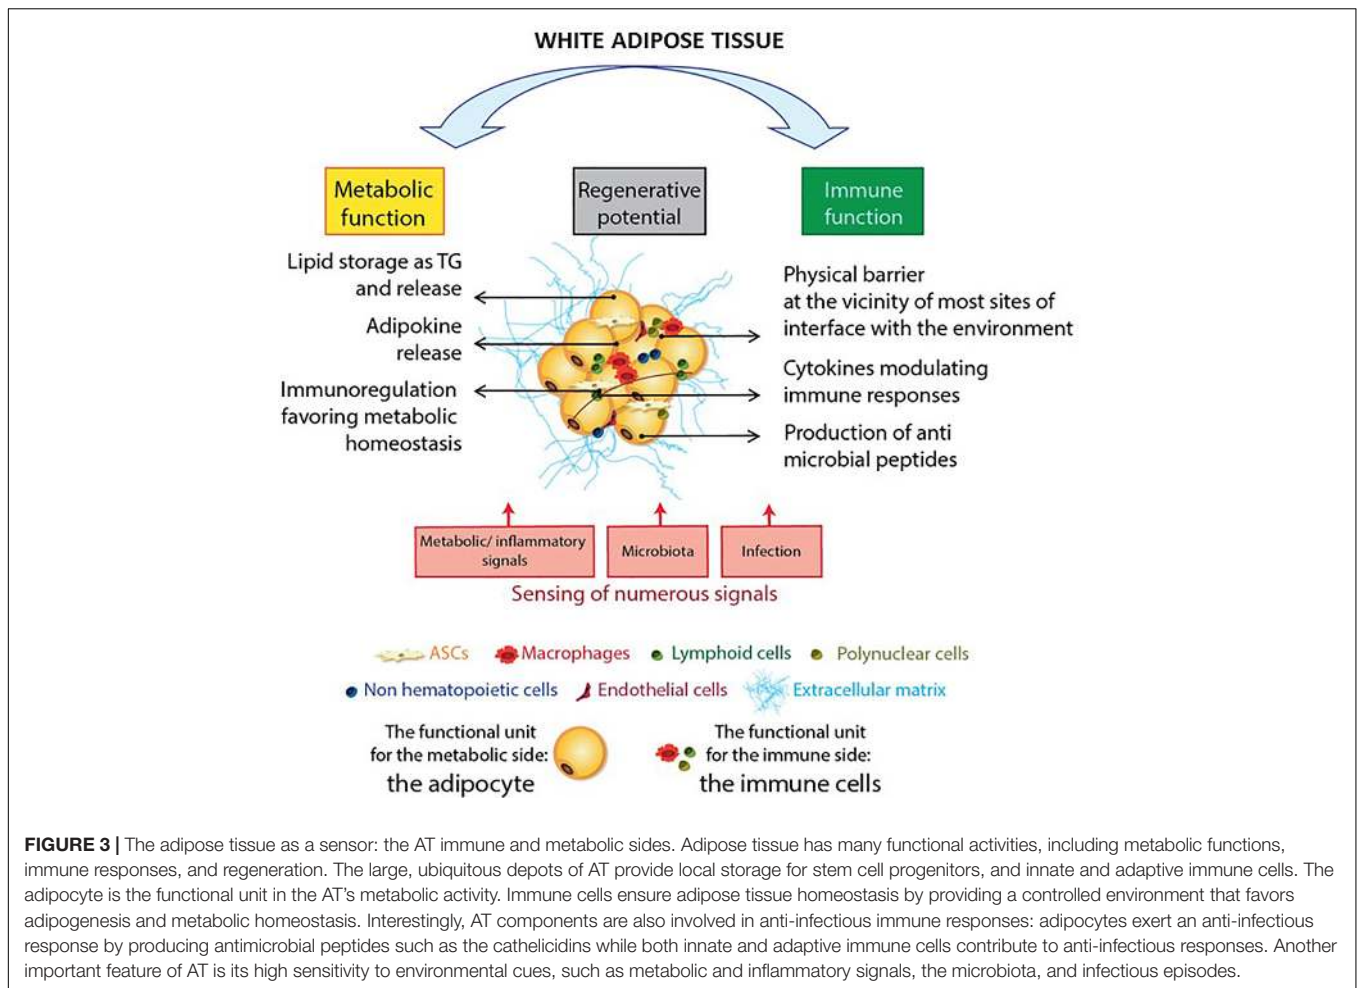 WHITE ADIPOSE TISSUE
Metabolic
function
Regenerative
potential
Immune
function
Lipid storage as TG
and release
Adipokine
release
Immunoregulation
favoring metabolic
homeostasis
Physical barrier
at the vicinity of most sites of
interface with the environment
Cytokines modulating
immune responses
Production of anti
microbial peptides
Metabolic/ inflammatory
signals
Microbiota
Infection
Sensing of numerous signals
ASCs
Macrophages
Lymphoid cells
Polynuclear cells
Non hematopoietic cells
Endothelial cells
Extracellular matrix
The functional unit
for the metabolic side:
the adipocyte
The functional unit
for the immune side:
the immune cells
FIGURE 3 | The adipose tissue as a sensor: the AT immune and metabolic sides. Adipose tissue has many functional activities, including metabolic functions,
immune responses, and regeneration. The large, ubiquitous depots of AT provide local storage for stem cell progenitors, and innate and adaptive immune cells. The
adipocyte is the functional unit in the AT's metabolic activity. Immune cells ensure adipose tissue homeostasis by providing a controlled environment that favors
adipogenesis and metabolic homeostasis. Interestingly, AT components are also involved in anti-infectious immune responses: adipocytes exert an anti-infectious
response by producing antimicrobial peptides such as the cathelicidins while both innate and adaptive immune cells contribute to anti-infectious responses. Another
important feature of AT is its high sensitivity to environmental cues, such as metabolic and inflammatory signals, the microbiota, and infectious episodes.